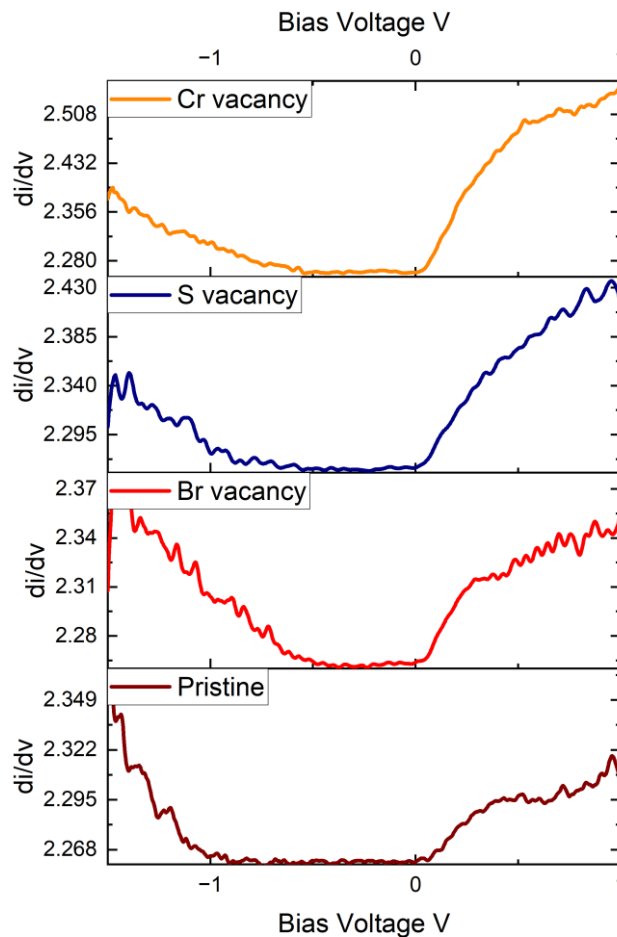 Bias Voltage V
−1 0
Cr vacancy
2.508
2.432
2.356
2.280
di/dv
S vacancy
2.430
2.385
2.340
2.295
di/dv
Br vacancy
2.37
2.34
2.31
2.28
di/dv
Pristine
2.349
2.322
2.295
2.268
di/dv
−1 0
Bias Voltage V